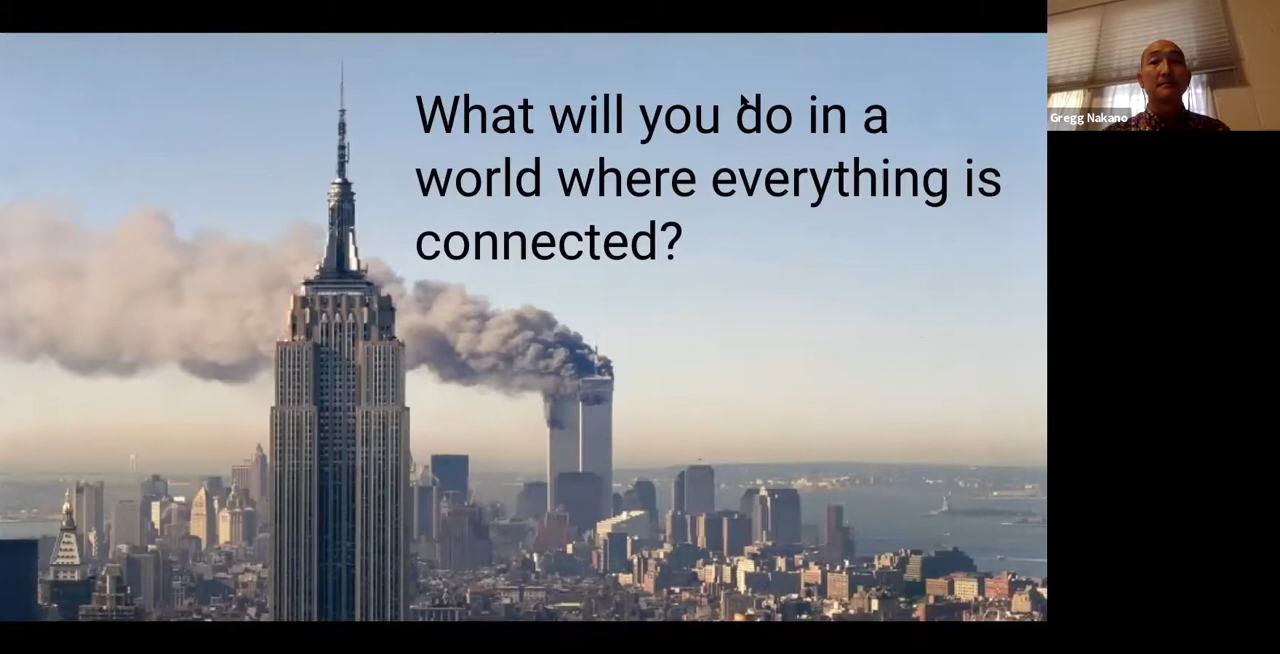 What will you do in a
world where everything is
connected?
Gregg Nakano